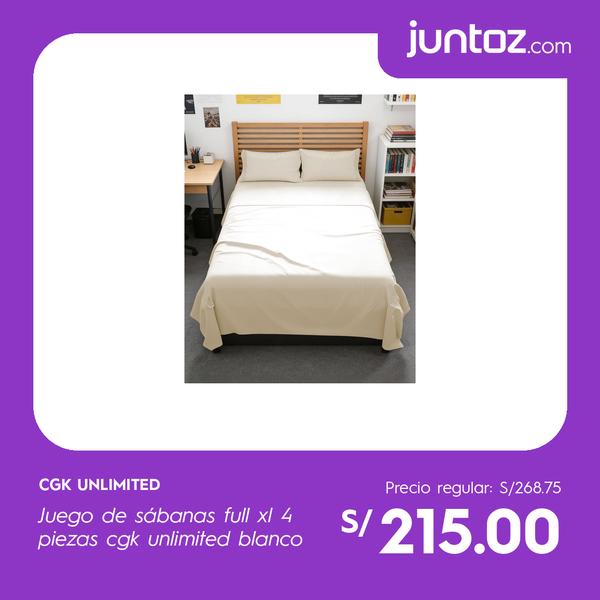 juntoz.com
CGK UNLIMITED
Juego de sábanas full xl 4
piezas cgk unlimited blanco
Precio regular: S/268.75
S/215.00